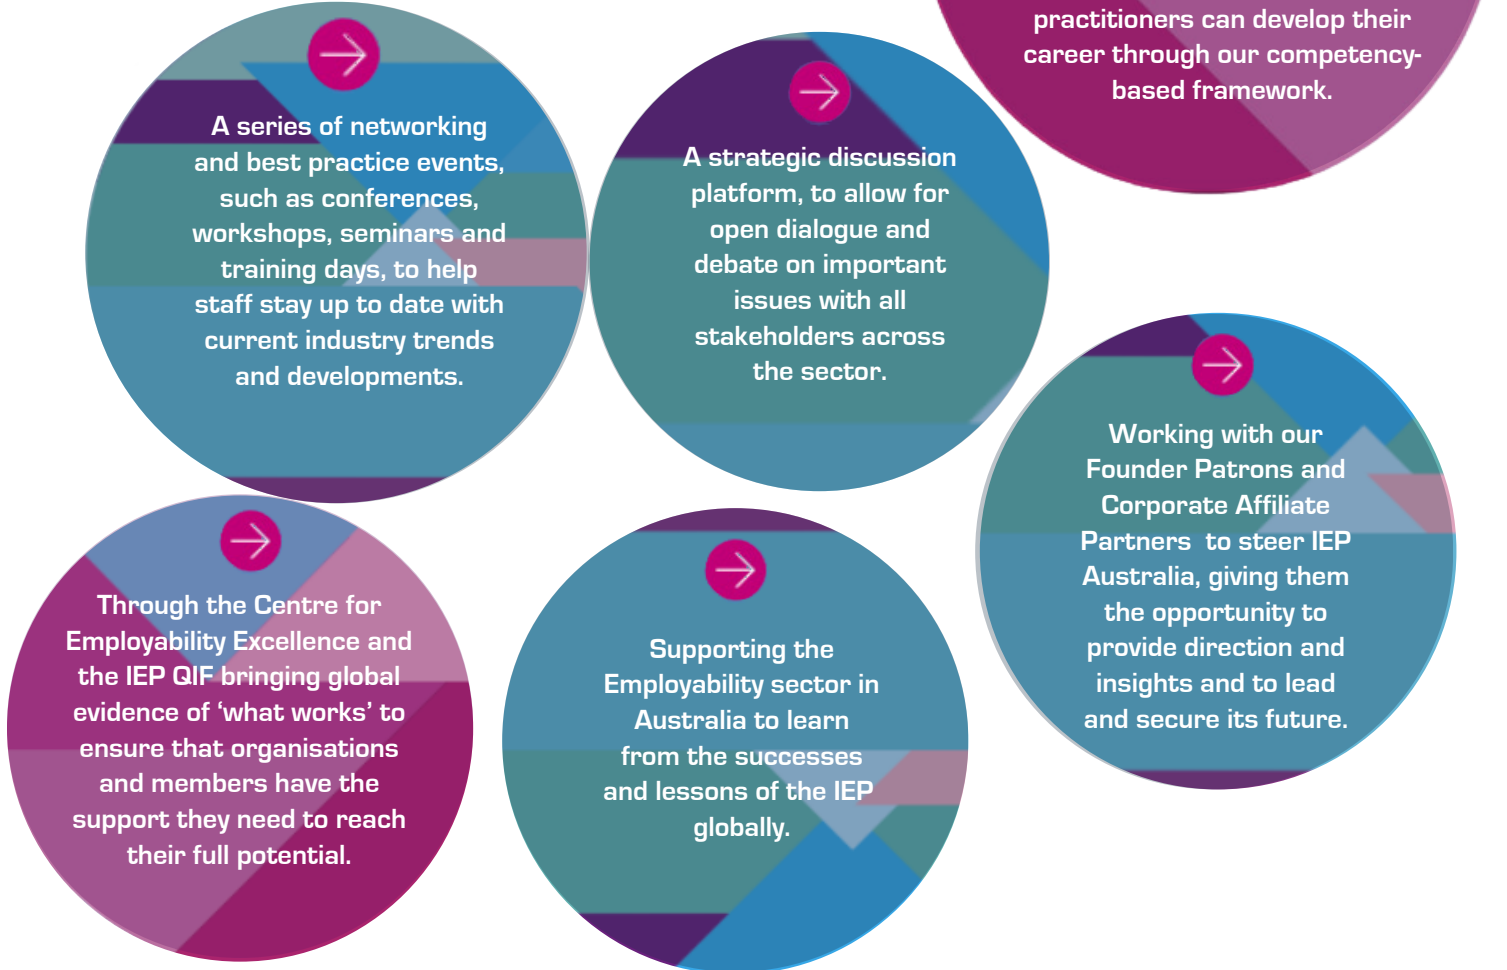 practitioners can develop their
career through our competency-
based framework.
A series of networking
and best practice events,
such as conferences,
workshops, seminars and
training days, to help
staff stay up to date with
current industry trends
and developments.
A strategic discussion
platform, to allow for
open dialogue and
debate on important
issues with all
stakeholders across
the sector.
Working with our
Founder Patrons and
Corporate Affiliate
Partners  to steer IEP
Australia, giving them
the opportunity to
provide direction and
insights and to lead
and secure its future.
Through the Centre for
Employability Excellence and
the IEP QIF bringing global
evidence of ‘what works’ to
ensure that organisations
and members have the
support they need to reach
their full potential.
Supporting the
Employability sector in
Australia to learn
from the successes
and lessons of the IEP
globally.